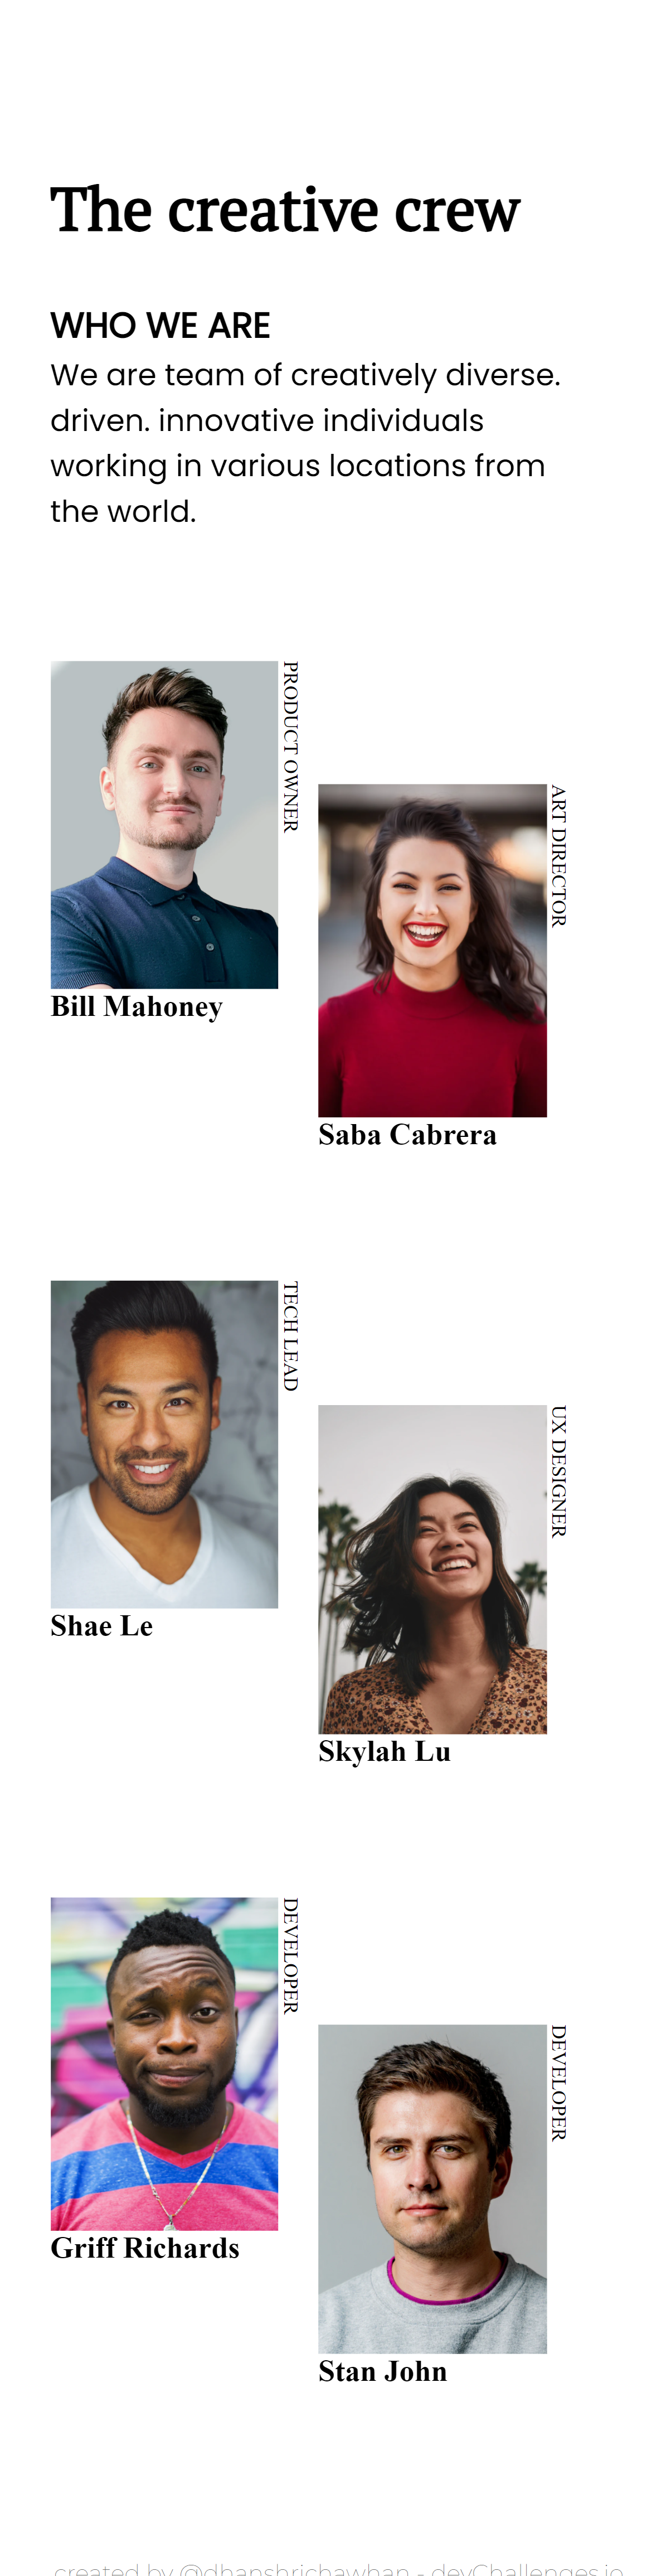 The creative crew
WHO WE ARE
We are team of creatively diverse.
driven. innovative individuals
working in various locations from
the world.
PRODUCT OWNER
Bill Mahoney
ART DIRECTOR
Saba Cabrera
TECH LEAD
Shae Le
UX DESIGNER
Skylah Lu
DEVELOPER
Griff Richards
DEVELOPER
Stan John
created by @dhanshrichawhan - devChallenges.io